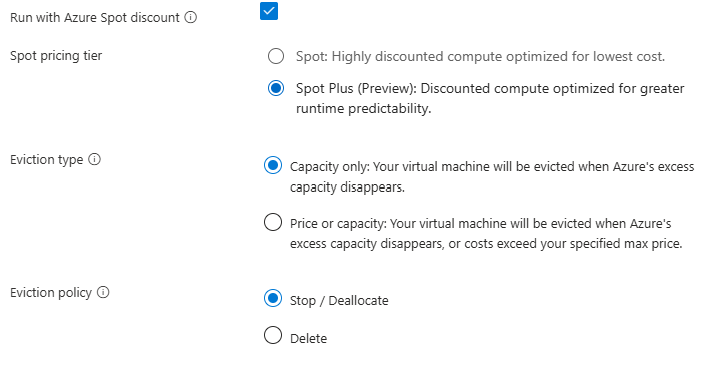 Run with Azure Spot discount
Spot pricing tier
Spot: Highly discounted compute optimized for lowest cost.
Spot Plus (Preview): Discounted compute optimized for greater
runtime predictability.
Eviction type
Capacity only: Your virtual machine will be evicted when Azure's excess
capacity disappears.
Price or capacity: Your virtual machine will be evicted when Azure's
excess capacity disappears, or costs exceed your specified max price.
Eviction policy
Stop / Deallocate
Delete